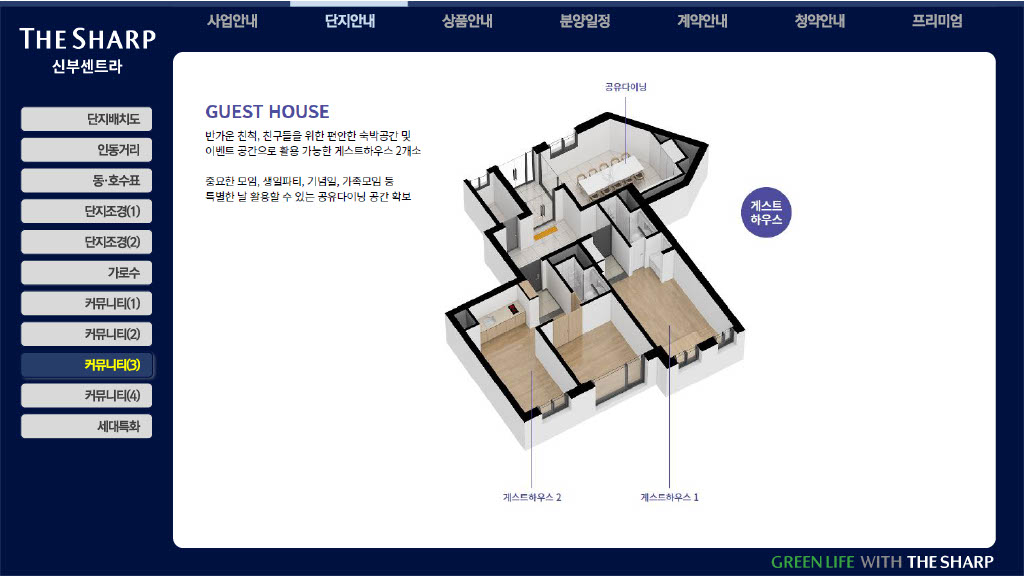 사업안내
단지안내
상품안내
분양일정
계약안내
청약안내
프리미엄
THE SHARP
신부센트라
단지배치도
인동거리
동·호수표
단지조경(1)
단지조경(2)
가로수
커뮤니티(1)
커뮤니티(2)
커뮤니티(3)
커뮤니티(4)
세대특화
GUEST HOUSE
반가운 친척, 친구들을 위한 편안한 숙박공간 및
이벤트 공간으로 활용 가능한 게스트하우스 2개소
중요한 모임, 생일파티, 기념일, 가족모임 등
특별한 날 활용할 수 있는 공유다이닝 공간 확보
공유다이닝
게스트
하우스
게스트하우스 2
게스트하우스 1
GREEN LIFE WITH THE SHARP